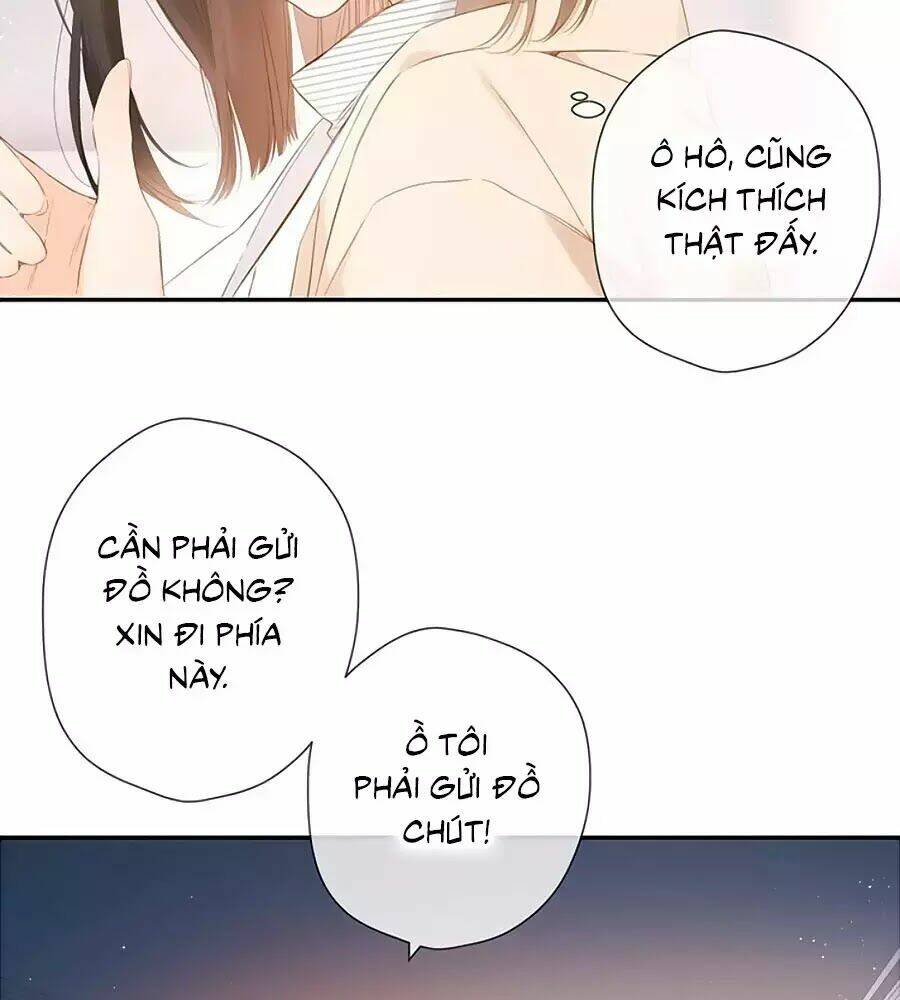 Ô HÔ, CŨNG
KÍCH THÍCH
THẬT ĐẤY.
CẦN PHẢI GỬI
ĐỒ KHÔNG?
XIN ĐI PHÍA
NÀY.
Ồ TÔI
PHẢI GỬI ĐỒ
CHÚT!